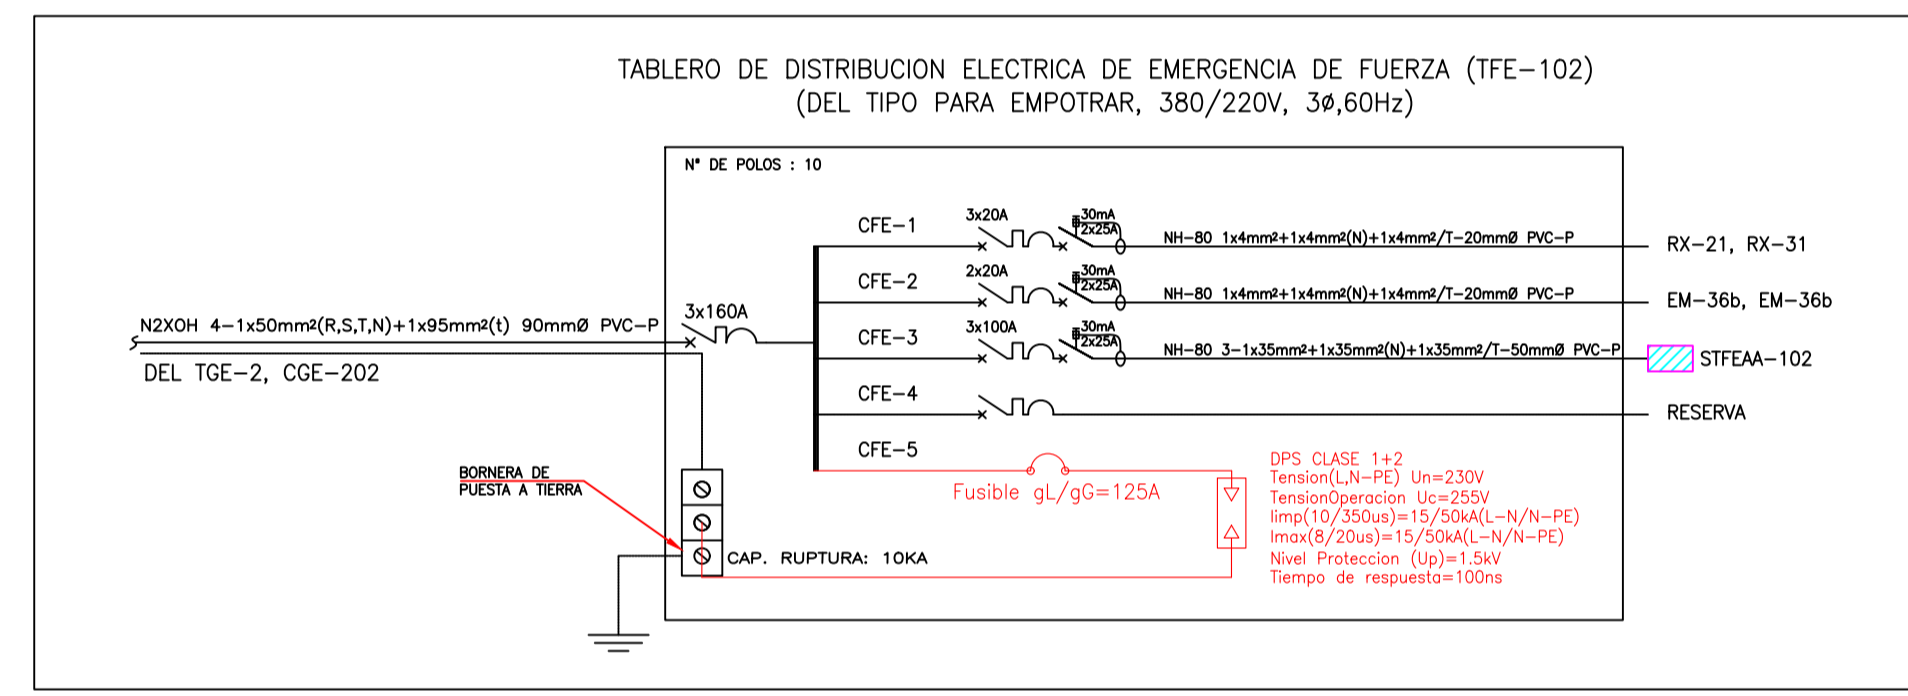 TABLERO DE DISTRIBUCION ELECTRICA DE EMERGENCIA DE FUERZA (TFE-102)
(DEL TIPO PARA EMPOTRAR, 380/220V, 3Ø,60Hz)
N° DE POLOS : 10
CFE-1
3x20A
30mA
2x25A
NH-80 1x4mm²+1x4mm²(N)+1x4mm²/T-20mmØ PVC-P
RX-21, RX-31
CFE-2
2x20A
30mA
2x25A
NH-80 1x4mm²+1x4mm²(N)+1x4mm²/T-20mmØ PVC-P
EM-36b, EM-36b
N2XOH 4-1x50mm²(R,S,T,N)+1x95mm²(t) 90mmØ PVC-P
3x160A
DEL TGE-2, CGE-202
CFE-3
3x100A
30mA
2x25A
NH-80 3-1x35mm²+1x35mm²(N)+1x35mm²/T-50mmØ PVC-P
STFEAA-102
CFE-4
RESERVA
CFE-5
Fusible gL/gG=125A
BORNERA DE
PUESTA A TIERRA
CAP. RUPTURA: 10KA
DPS CLASE 1+2
Tension(L,N-PE) Un=230V
TensionOperacion Uc=255V
Iimp(10/350us)=15/50kA(L-N/N-PE)
Imax(8/20us)=15/50kA(L-N/N-PE)
Nivel Proteccion (Up)=1.5kV
Tiempo de respuesta=100ns